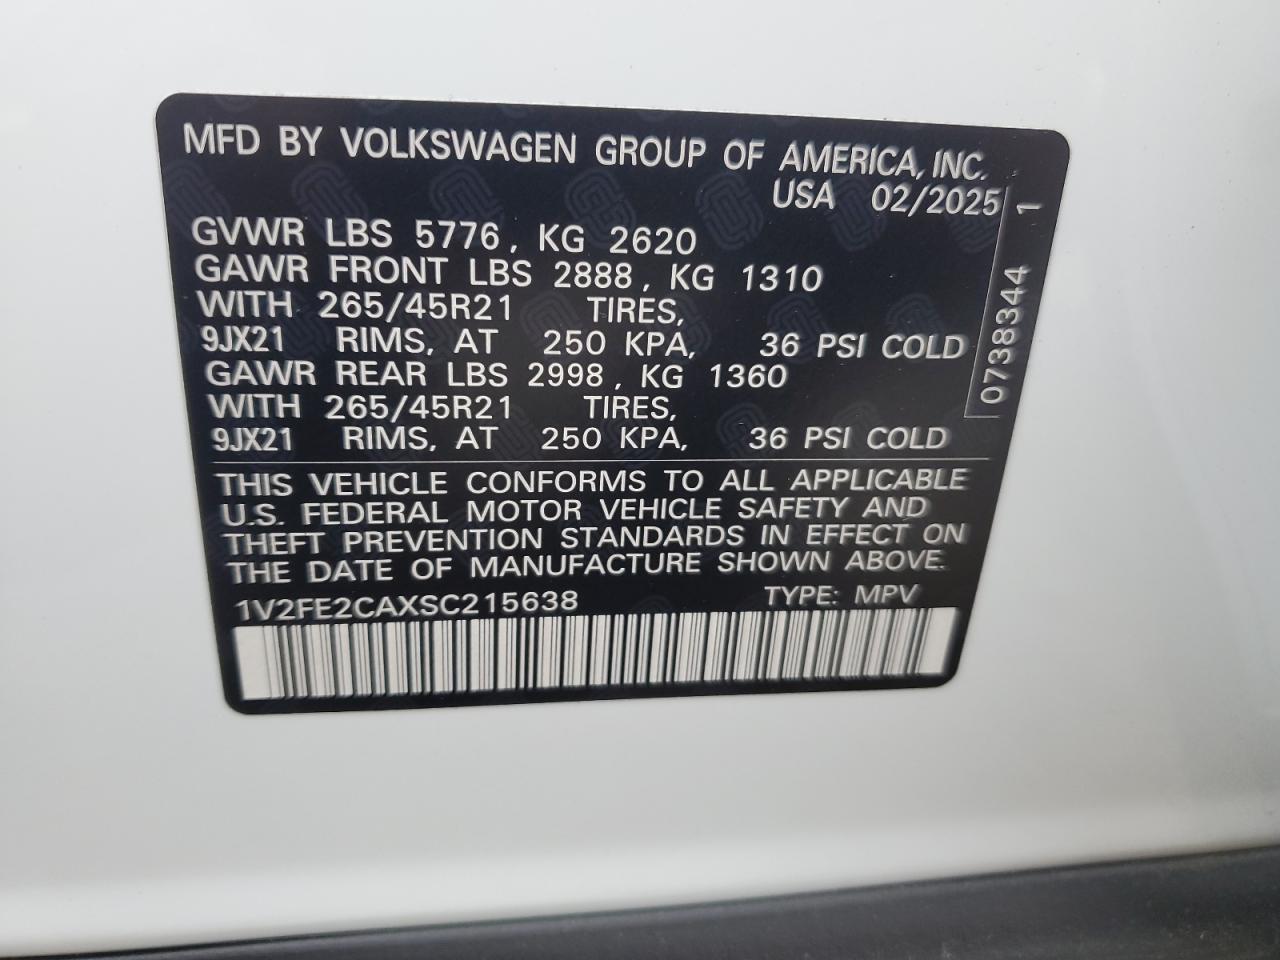 MFD BY VOLKSWAGEN GROUP OF AMERICA, INC.
USA 02/2025
GVWR LBS 5776, KG 2620
GAWR FRONT LBS 2888, KG 1310
WITH 265/45R21 TIRES,
9JX21 RIMS, AT 250 KPA, 36 PSI COLD
GAWR REAR LBS 2998, KG 1360
WITH 265/45R21 TIRES,
9JX21 RIMS, AT 250 KPA, 36 PSI COLD
0738344 1
THIS VEHICLE CONFORMS TO ALL APPLICABLE
U.S. FEDERAL MOTOR VEHICLE SAFETY AND
THEFT PREVENTION STANDARDS IN EFFECT ON
THE DATE OF MANUFACTURE SHOWN ABOVE.
1V2FE2CAXSC215638 TYPE: MPV